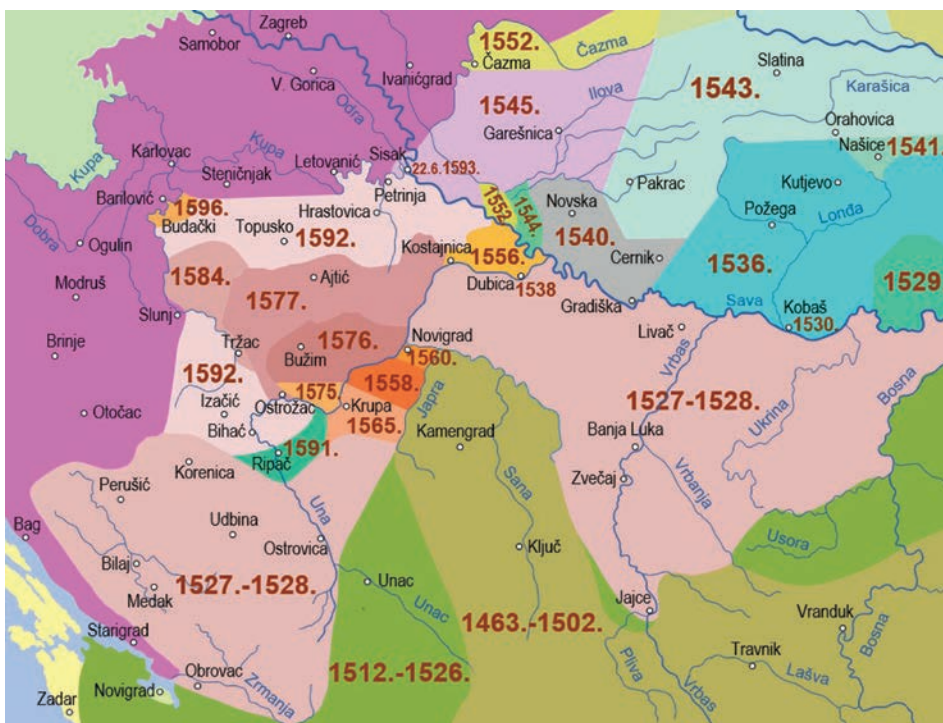 Zagreb
Samobor
1552.
Čazma
Čazma
Slatina
V. Gorica
Ivanićgrad
Odra
1543.
Karašica
1545.
Ilova
Garešnica
Orahovica
Našice
1541.
Karlovac
Kupa
Kupa
Letovanić
Sisak
22.6.1593.
Steničnjak
Petrinja
Pakrac
Kutjevo
Barilović
1596.
Budački
Hrastovica
1552.
1544.
Novska
Požega
Lonđa
Dobra
Ogulin
Topusko
1592.
Kostajnica
1556.
1540.
Cernik
1536.
1529
Modruš
1584.
Ajtić
1577.
Dubica
1538
Gradiška
Sava
Kobaš
1530.
Slunj
Brinje
Tržac
1576.
Bužim
Novigrad
1560.
Livač
Vrbas
1592.
1575.
1558.
Japra
1527-1528.
Ukrina
Bosna
Otočac
Izačić
Ostrožac
Krupa
1565.
Bihać
1591.
Ripač
Kamengrad
Banja Luka
Korenica
Zvečaj
Vrbanja
Perušić
Una
Sana
Bag
Udbina
Ostrovica
Ključ
Usora
Bilaj
1527.-1528.
Medak
Unac
Unac
Jajce
Vranduk
Starigrad
1463.-1502.
Travnik
Bosna
Obrovac
1512.-1526.
Pliva
Lašva
Zadar
Novigrad
Zrmanja
Vrbas